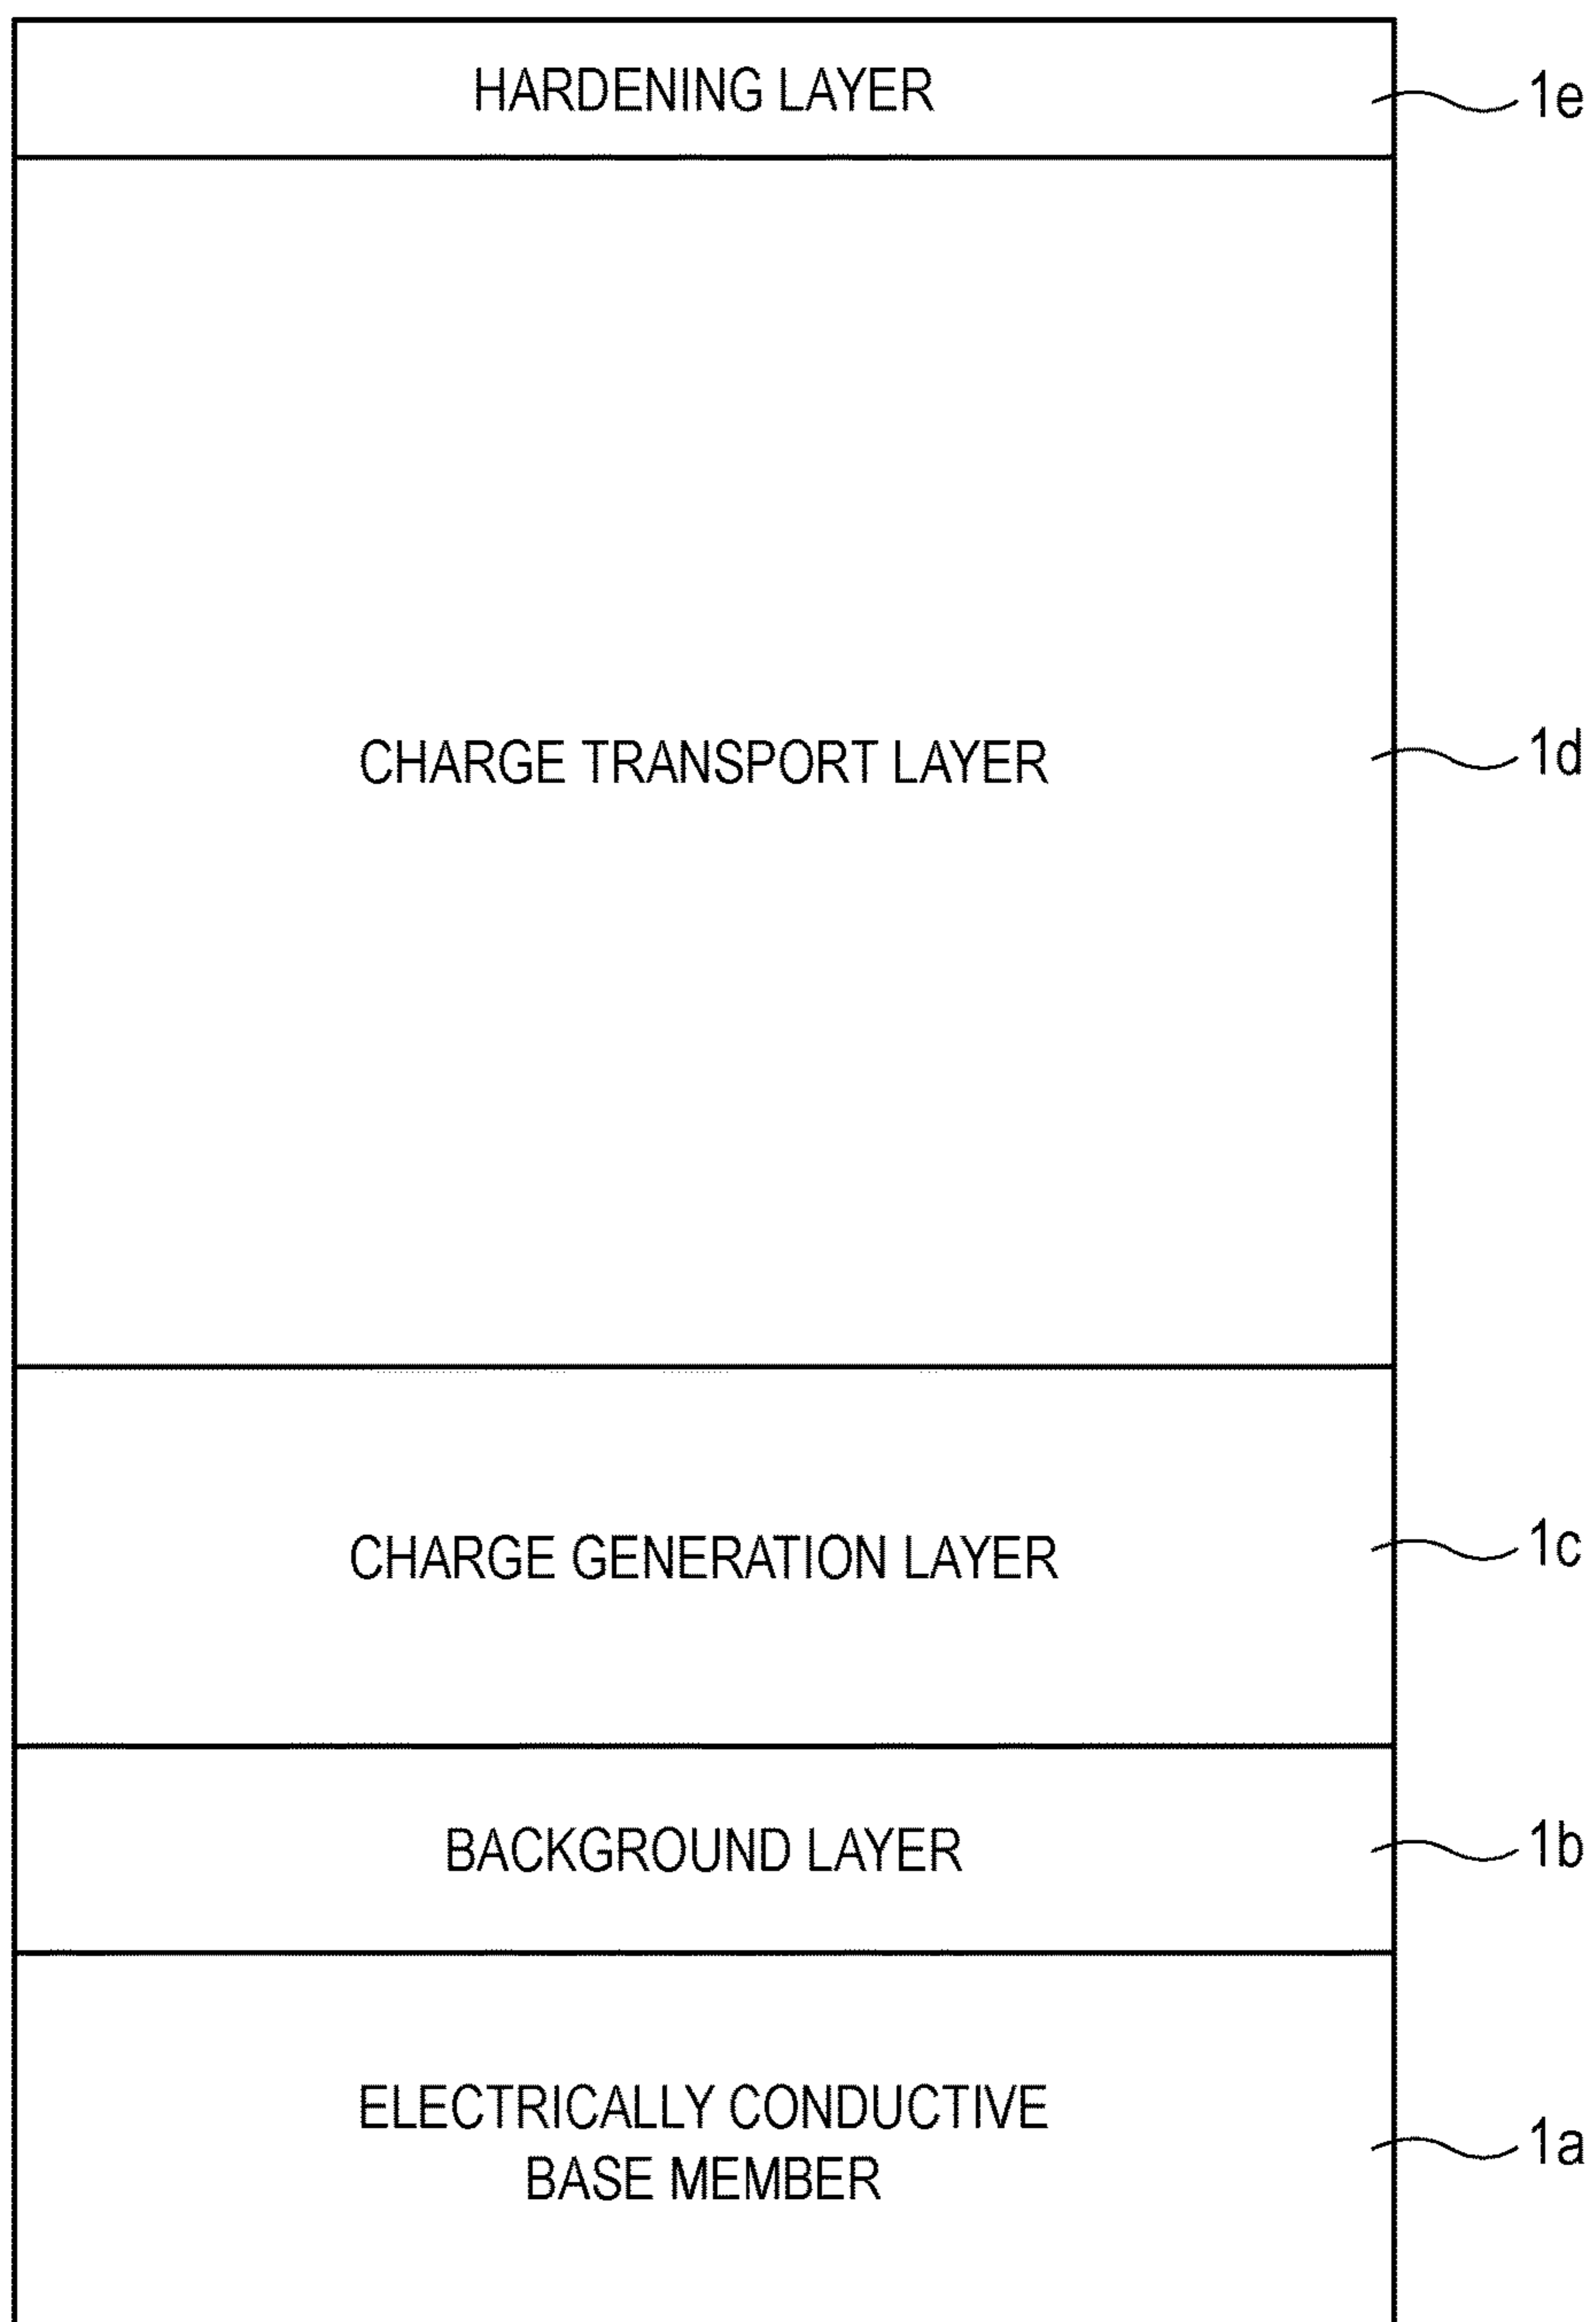 HARDENING LAYER
1e
CHARGE TRANSPORT LAYER
1d
CHARGE GENERATION LAYER
1c
BACKGROUND LAYER
1b
ELECTRICALLY CONDUCTIVE
BASE MEMBER
1a